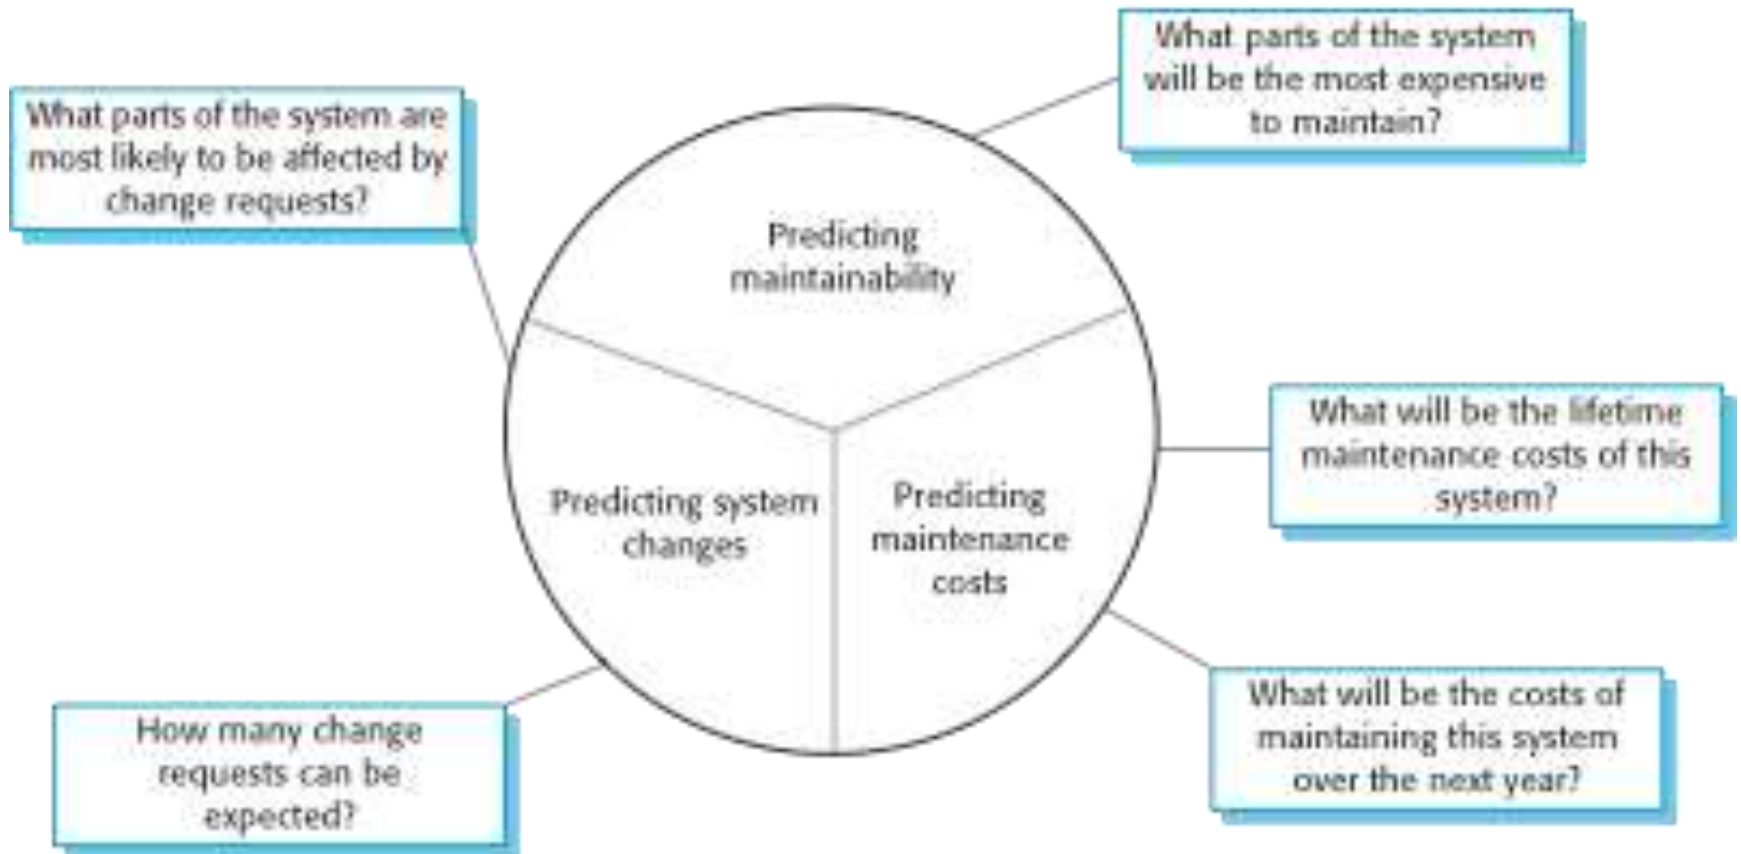 What parts of the system
will be the most expensive
to maintain?
What parts of the system are
most likely to be affected by
change requests?
Predicting
maintainability
What will be the lifetime
maintenance costs of this
system?
Predicting system
changes
Predicting
maintenance
costs
What will be the costs of
maintaining this system
over the next year?
How many change
requests can be
expected?